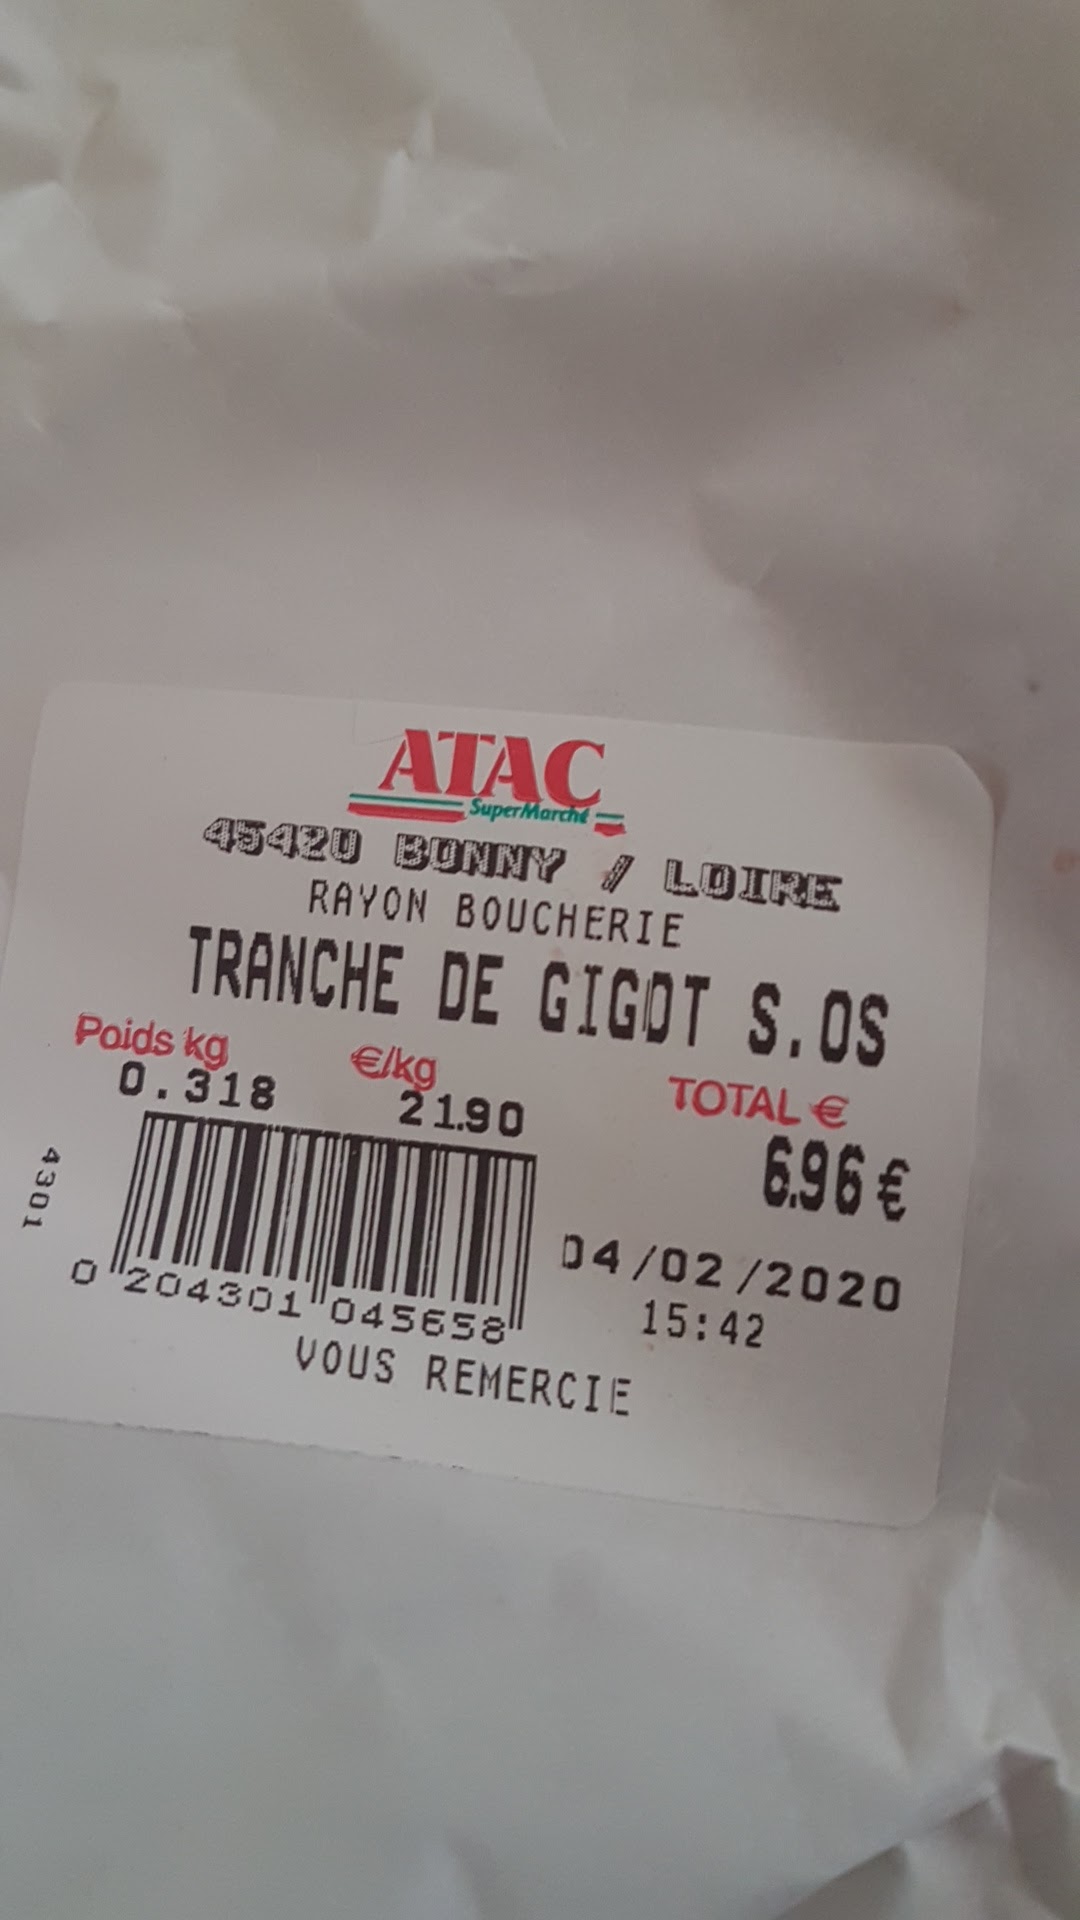 ATAC
SuperMarché
45420 BONNY / LOIRE
RAYON BOUCHERIE
TRANCHE DE GIGOT S.OS
Poids kg €/kg TOTAL €
0.318 21.90 6.96 €
4301
0 204301 045658
04/02/2020
15:42
VOUS REMERCIE